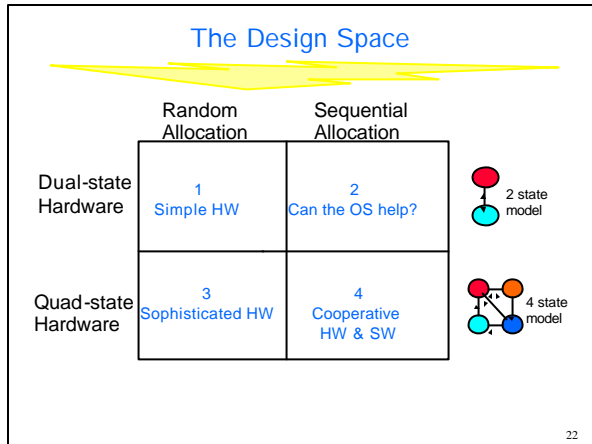 The Design Space
Random
Allocation
Sequential
Allocation
Dual-state
Hardware
1
Simple HW
2
Can the OS help?
2 state
model
Quad-state
Hardware
3
Sophisticated HW
4
Cooperative
HW & SW
4 state
model
22